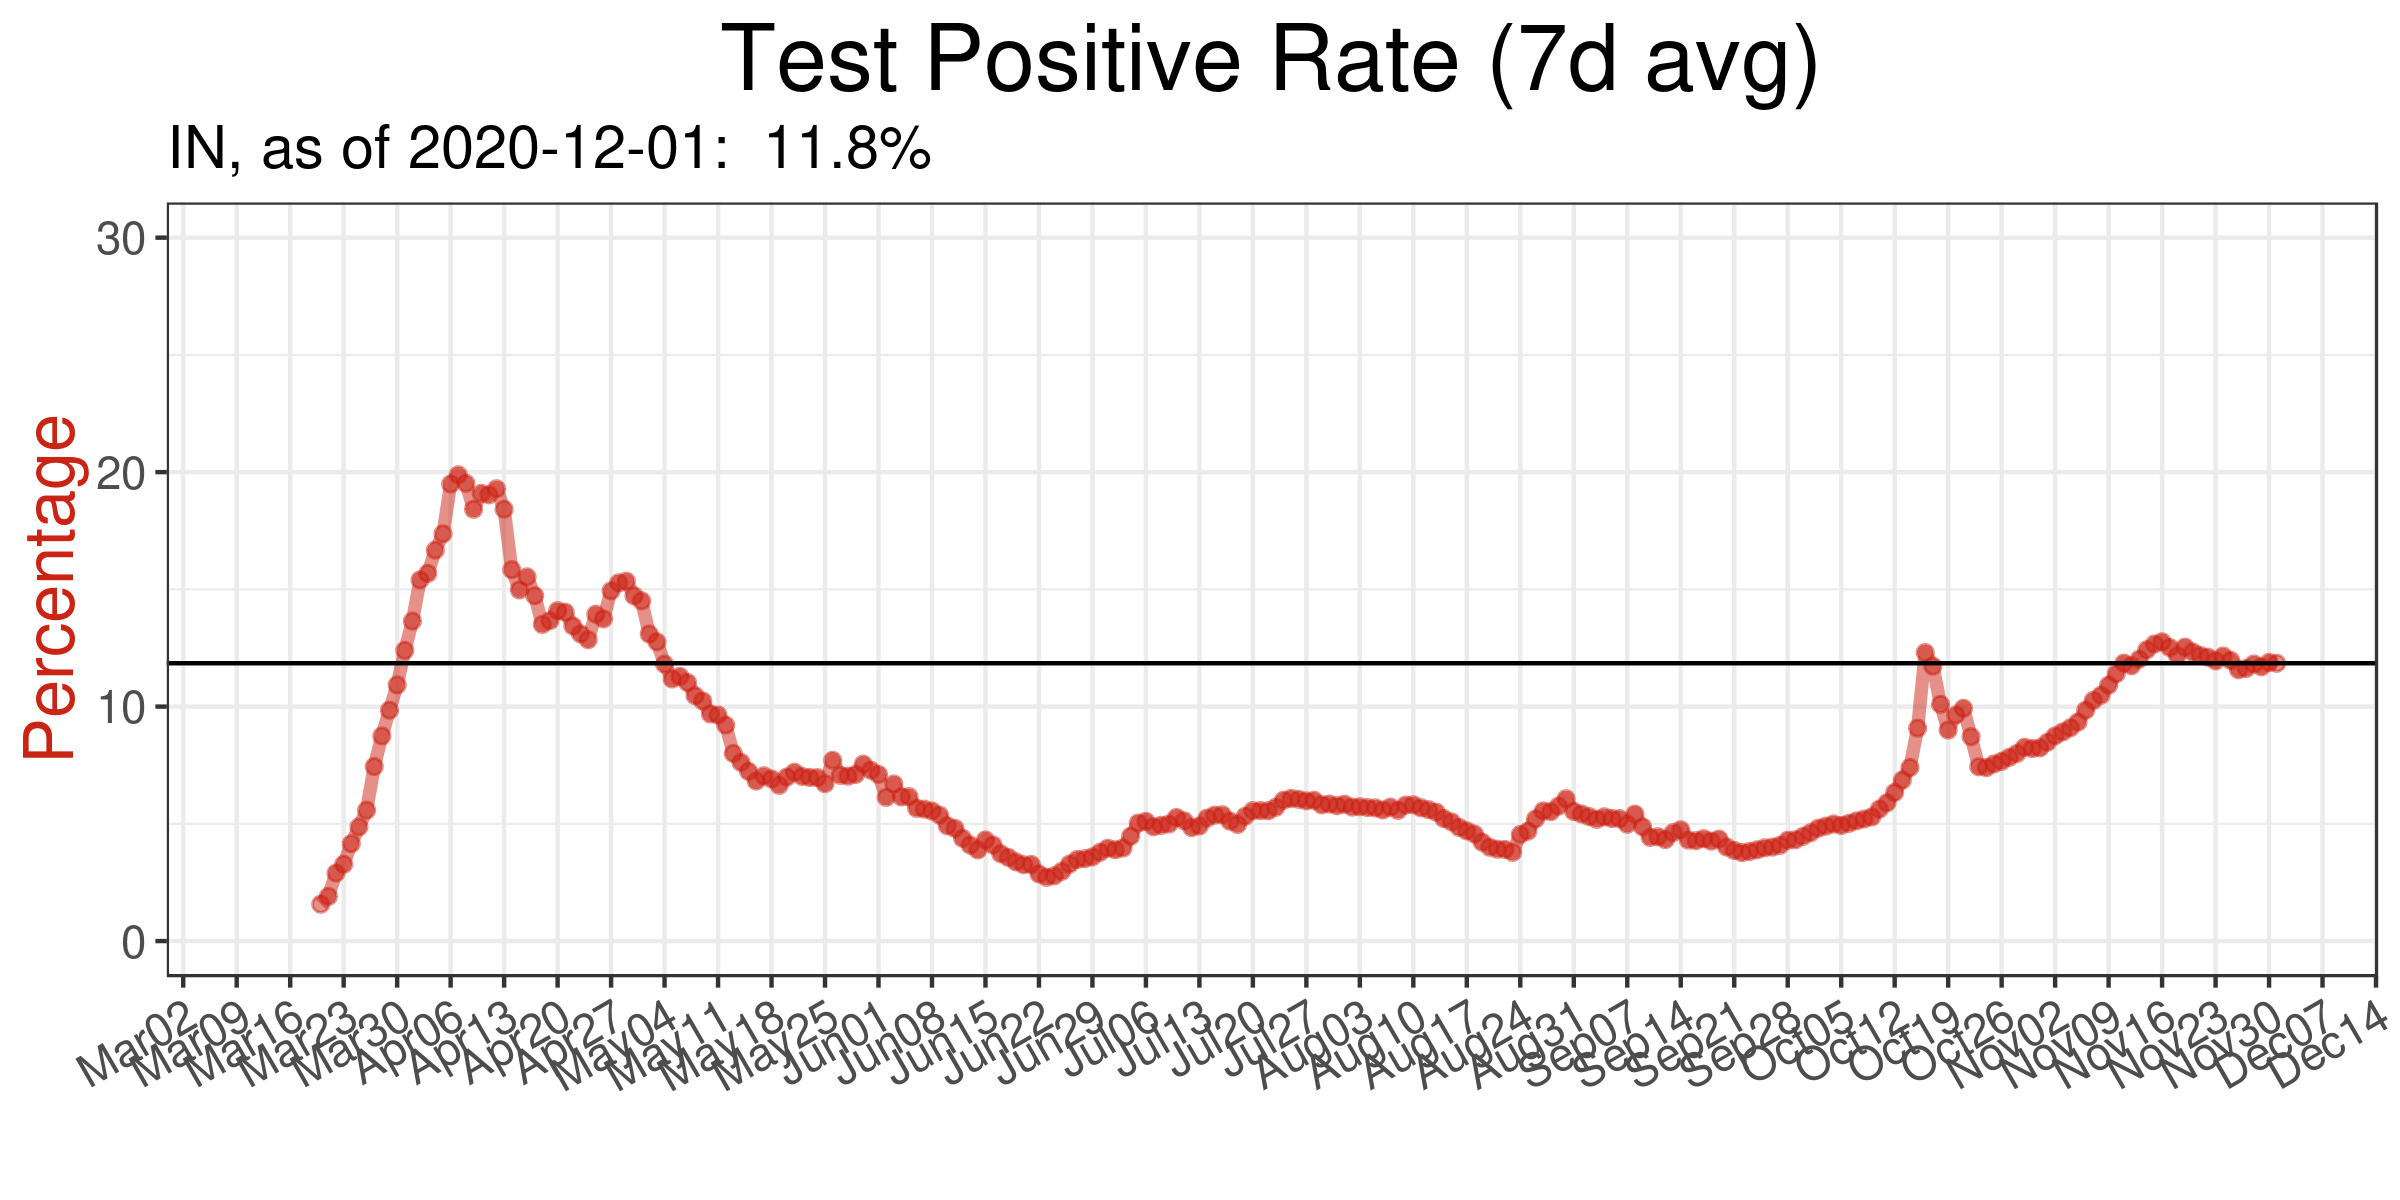 Test Positive Rate (7d avg)
IN, as of 2020-12-01:  11.8%
Percentage
30
20
10
0
Mar02
Mar09
Mar16
Mar23
Mar30
Apr06
Apr13
Apr20
Apr27
May04
May11
May18
May25
Jun01
Jun08
Jun15
Jun22
Jun29
Jul06
Jul13
Jul20
Jul27
Aug03
Aug10
Aug17
Aug24
Aug31
Sep07
Sep14
Sep21
Sep28
Oct05
Oct12
Oct19
Oct26
Nov02
Nov09
Nov16
Nov23
Nov30
Dec07
Dec14